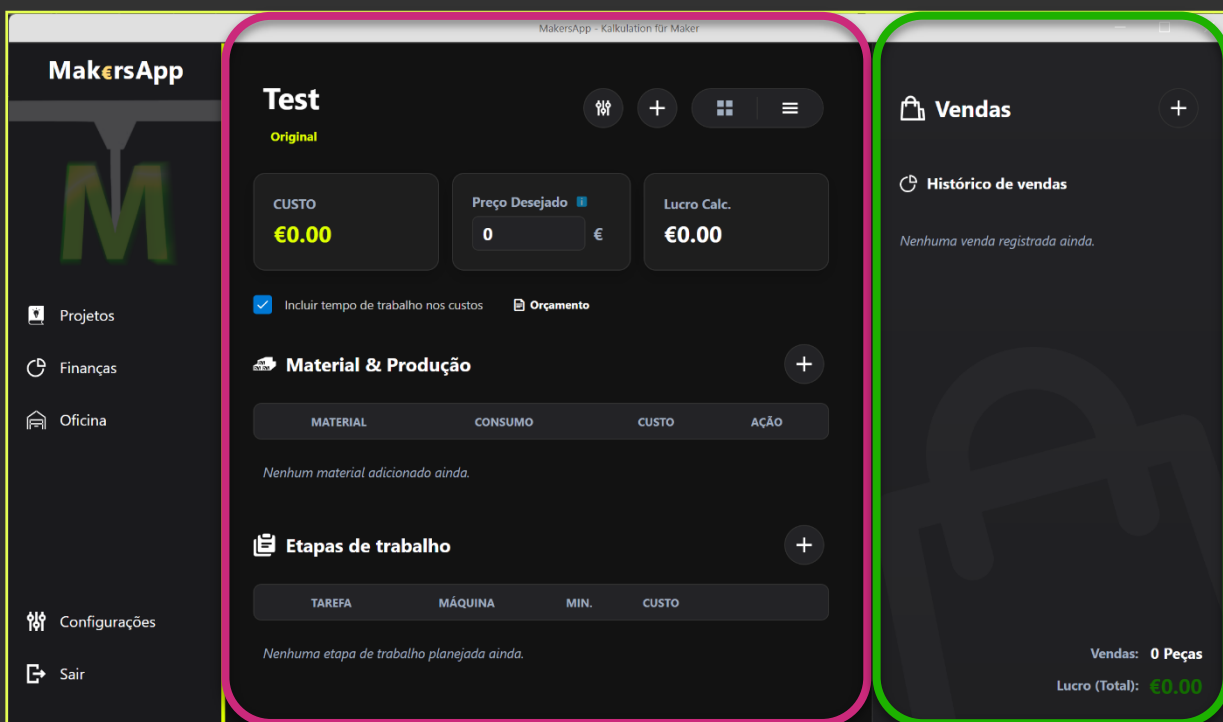 MakersApp - Kalkulation für Maker
Mak€rsApp
M
Projetos
Finanças
Oficina
Configurações
Sair
Test
Original
CUSTO
€0.00
Preço Desejado i
0 €
Lucro Calc.
€0.00
Incluir tempo de trabalho nos custos
Orçamento
Material & Produção
MATERIAL CONSUMO CUSTO AÇÃO
Nenhum material adicionado ainda.
Etapas de trabalho
TAREFA MÁQUINA MIN. CUSTO
Nenhuma etapa de trabalho planejada ainda.
Vendas
Histórico de vendas
Nenhuma venda registrada ainda.
Vendas: 0 Peças
Lucro (Total): €0.00